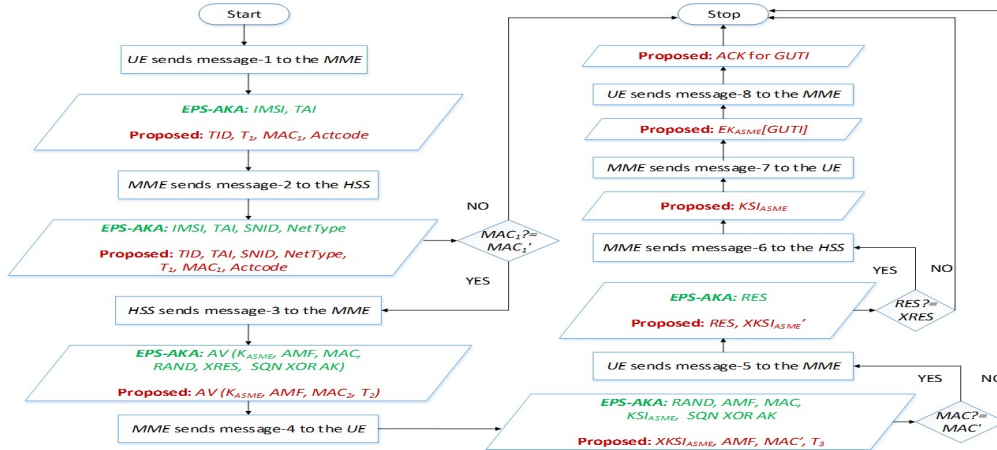 Start
UE sends message-1 to the MME
EPS-AKA: IMSI, TAI
Proposed: TID, T1, MAC1, Actcode
MME sends message-2 to the HSS
EPS-AKA: IMSI, TAI, SNID, NetType
Proposed: TID, TAI, SNID, NetType,
T1, MAC1, Actcode
NO
MAC1?=
MAC1'
YES
HSS sends message-3 to the MME
EPS-AKA: AV (KASME, AMF, MAC,
RAND, XRES, SQN XOR AK)
Proposed: AV (KASME, AMF, MAC2, T2)
MME sends message-4 to the UE
EPS-AKA: RAND, AMF, MAC,
KSIASME, SQN XOR AK
Proposed: XKSIASME, AMF, MAC', T3
MAC?=
MAC'
YES
NO
UE sends message-5 to the MME
EPS-AKA: RES
Proposed: RES, XKSIASME'
RES?=
XRES
YES
NO
MME sends message-6 to the HSS
Proposed: KSIASME
MME sends message-7 to the UE
Proposed: EKASME[GUTI]
UE sends message-8 to the MME
Proposed: ACK for GUTI
Stop